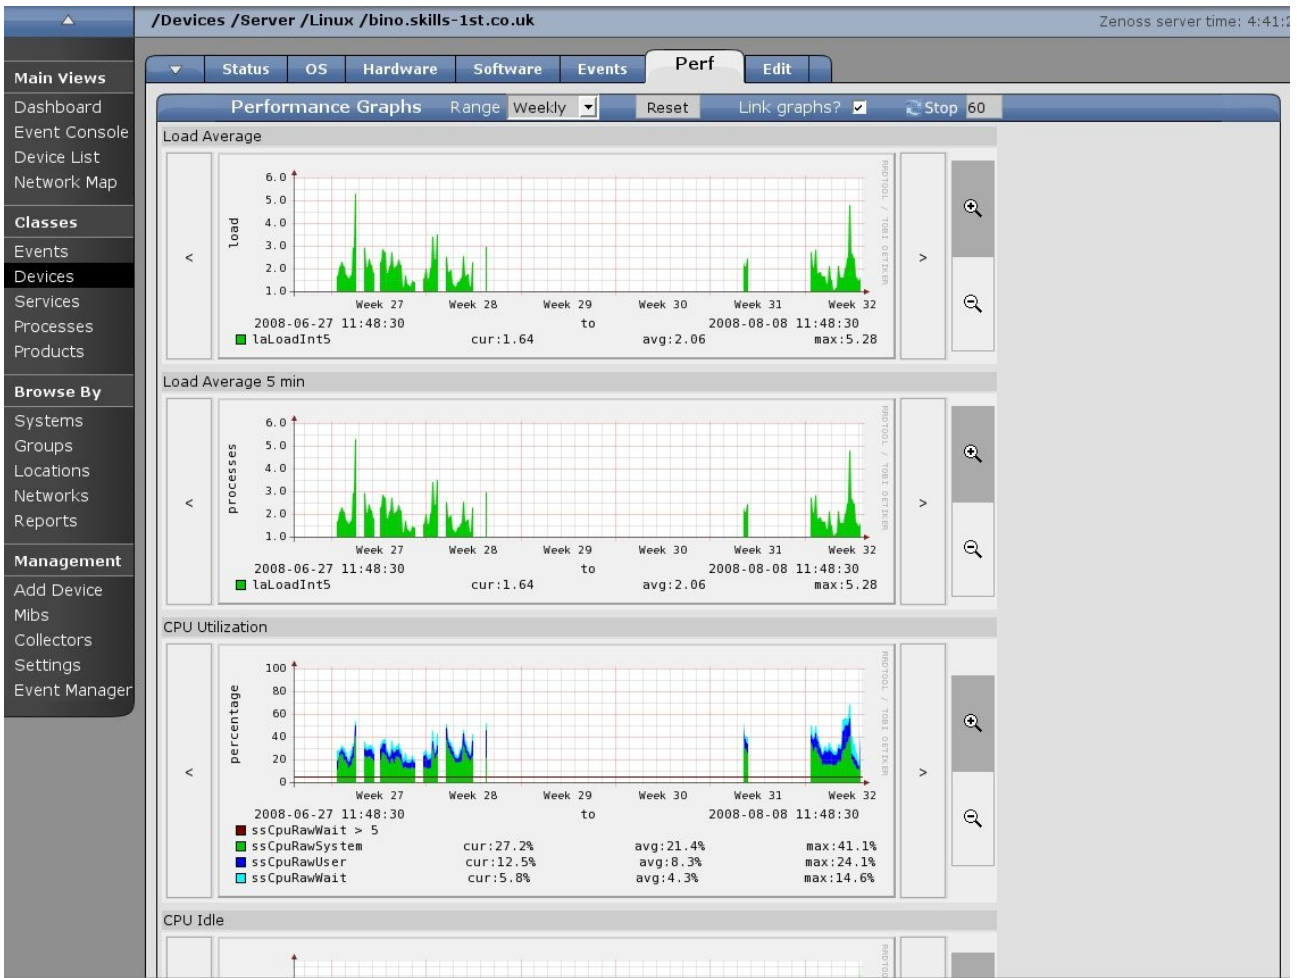 /Devices /Server /Linux /bino.skills-1st.co.uk
Zenoss server time: 4:41:2
Main Views
Dashboard
Event Console
Device List
Network Map
Classes
Events
Devices
Services
Processes
Products
Browse By
Systems
Groups
Locations
Networks
Reports
Management
Add Device
Mibs
Collectors
Settings
Event Manager
Status OS Hardware Software Events Perf Edit
Performance Graphs Range Weekly Reset Link graphs? Stop 60
Load Average
<
load
6.0
5.0
4.0
3.0
2.0
1.0
Week 27 Week 28 Week 29 Week 30 Week 31 Week 32
2008-06-27 11:48:30 to 2008-08-08 11:48:30
laLoadInt5 cur:1.64 avg:2.06 max:5.28
RRDTOOL / TOBI OETIKER
>
Load Average 5 min
<
processes
6.0
5.0
4.0
3.0
2.0
1.0
Week 27 Week 28 Week 29 Week 30 Week 31 Week 32
2008-06-27 11:48:30 to 2008-08-08 11:48:30
laLoadInt5 cur:1.64 avg:2.06 max:5.28
RRDTOOL / TOBI OETIKER
>
CPU Utilization
<
percentage
100
80
60
40
20
0
Week 27 Week 28 Week 29 Week 30 Week 31 Week 32
2008-06-27 11:48:30 to 2008-08-08 11:48:30
ssCpuRawWait > 5
ssCpuRawSystem cur:27.2% avg:21.4% max:41.1%
ssCpuRawUser cur:12.5% avg:8.3% max:24.1%
ssCpuRawWait cur:5.8% avg:4.3% max:14.6%
RRDTOOL / TOBI OETIKER
>
CPU Idle
100
RRDTOO